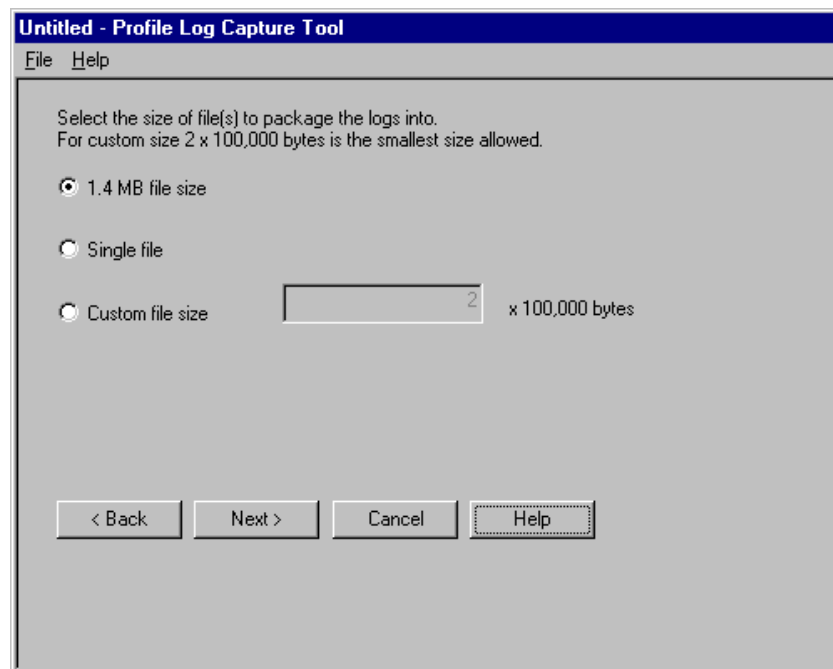 Untitled - Profile Log Capture Tool
File Help
Select the size of file(s) to package the logs into.
For custom size 2 x 100,000 bytes is the smallest size allowed.
1.4 MB file size
Single file
Custom file size 2 x 100,000 bytes
< Back Next > Cancel Help